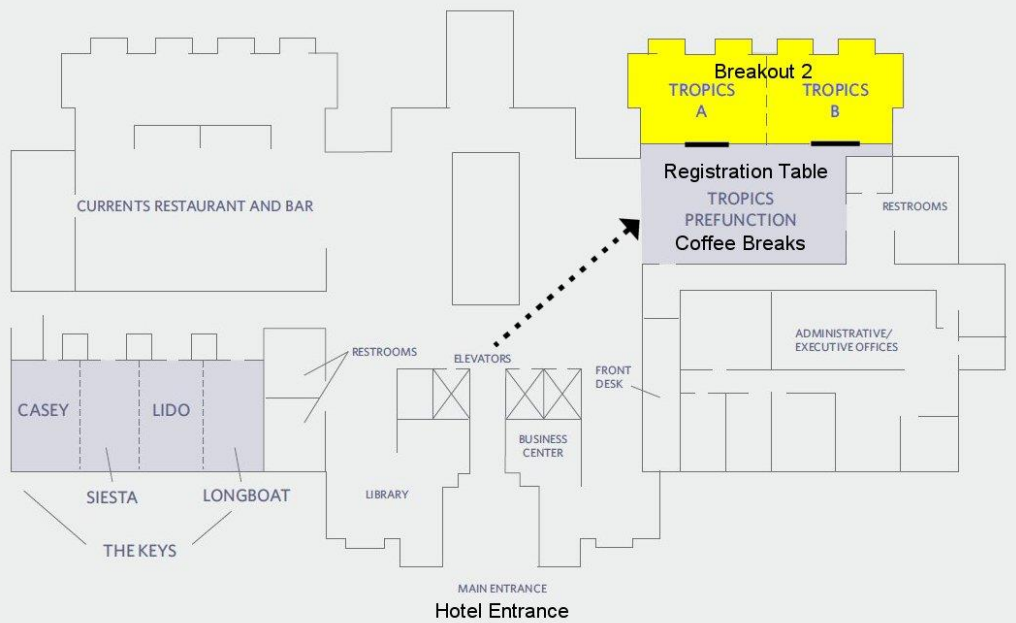 Breakout 2
TROPICS
A
TROPICS
B
Registration Table
TROPICS
PREFUNCTION
Coffee Breaks
RESTROOMS
CURRENTS RESTAURANT AND BAR
RESTROOMS
ELEVATORS
FRONT
DESK
ADMINISTRATIVE/
EXECUTIVE OFFICES
CASEY
LIDO
SIESTA
LONGBOAT
THE KEYS
BUSINESS
CENTER
LIBRARY
MAIN ENTRANCE
Hotel Entrance